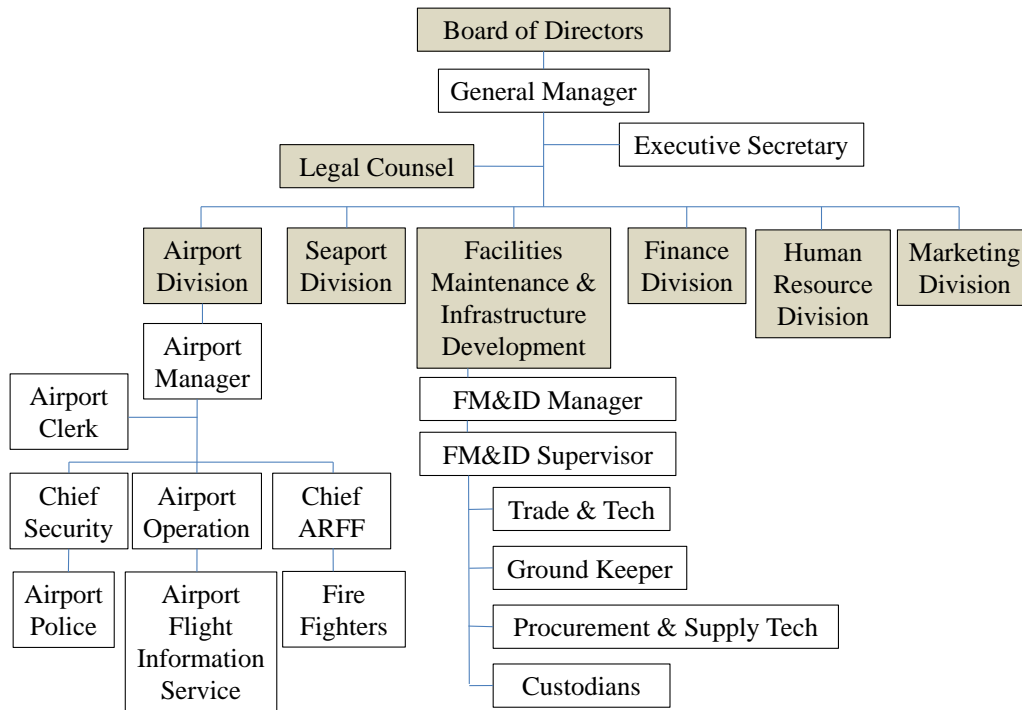 Board of Directors
General Manager
Executive Secretary
Legal Counsel
Airport
Division
Seaport
Division
Facilities
Maintenance &
Infrastructure
Development
Finance
Division
Human
Resource
Division
Marketing
Division
Airport
Manager
Airport
Clerk
FM&ID Manager
FM&ID Supervisor
Chief
Security
Airport
Operation
Chief
ARFF
Trade & Tech
Ground Keeper
Procurement & Supply Tech
Custodians
Airport
Police
Airport
Flight
Information
Service
Fire
Fighters